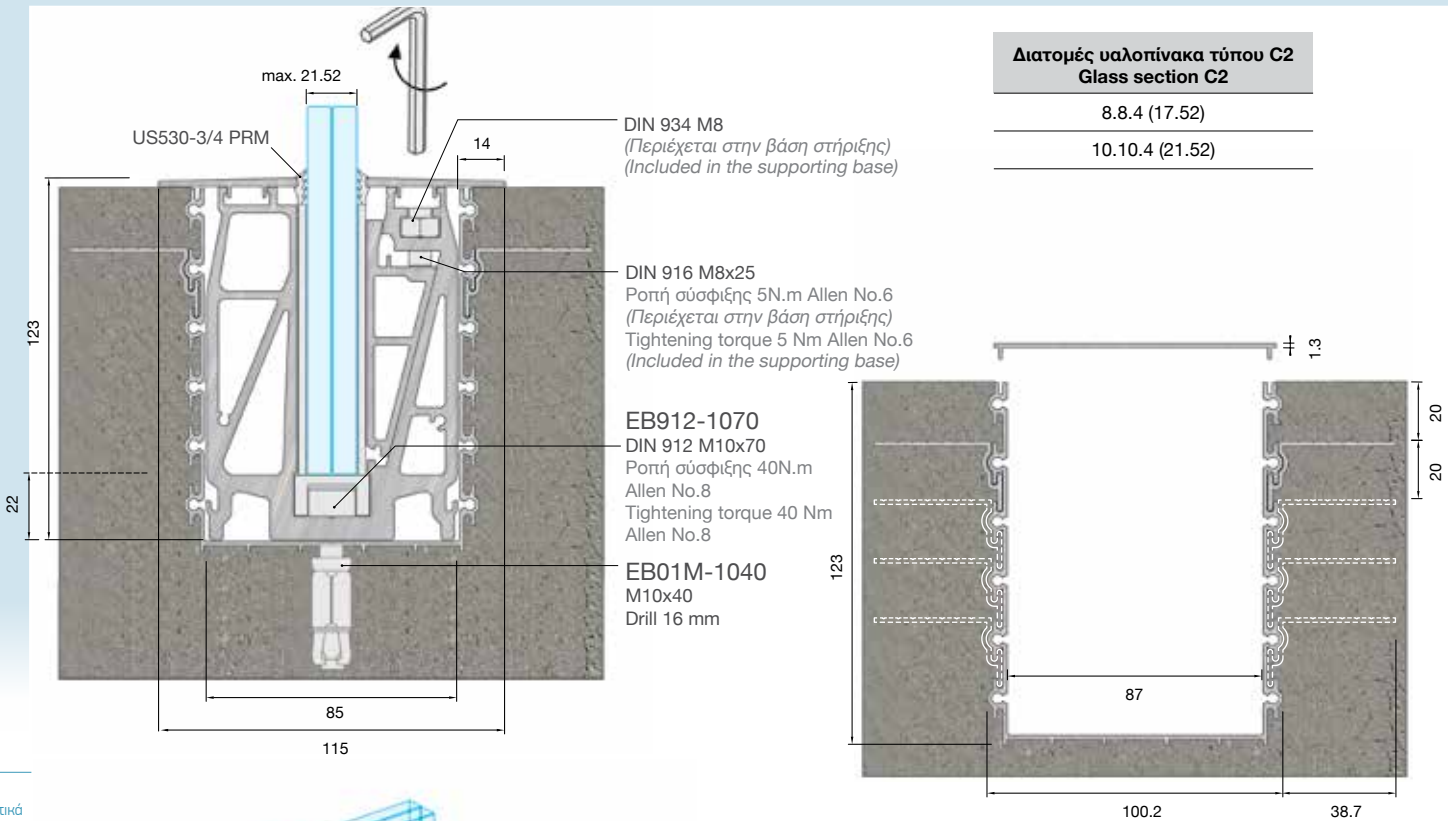 max. 21.52
US530-3/4 PRM
14
123
22
85
115
DIN 934 M8
(Περιέχεται στην βάση στήριξης)
(Included in the supporting base)
DIN 916 M8x25
Ροπή σύσφιξης 5N.m Allen No.6
(Περιέχεται στην βάση στήριξης)
Tightening torque 5 Nm Allen No.6
(Included in the supporting base)
EB912-1070
DIN 912 M10x70
Ροπή σύσφιξης 40N.m
Allen No.8
Tightening torque 40 Nm
Allen No.8
EB01M-1040
M10x40
Drill 16 mm
Διατομές υαλοπίνακα τύπου C2
Glass section C2
8.8.4 (17.52)
10.10.4 (21.52)
1.3
20
20
123
87
100.2
38.7
τικά